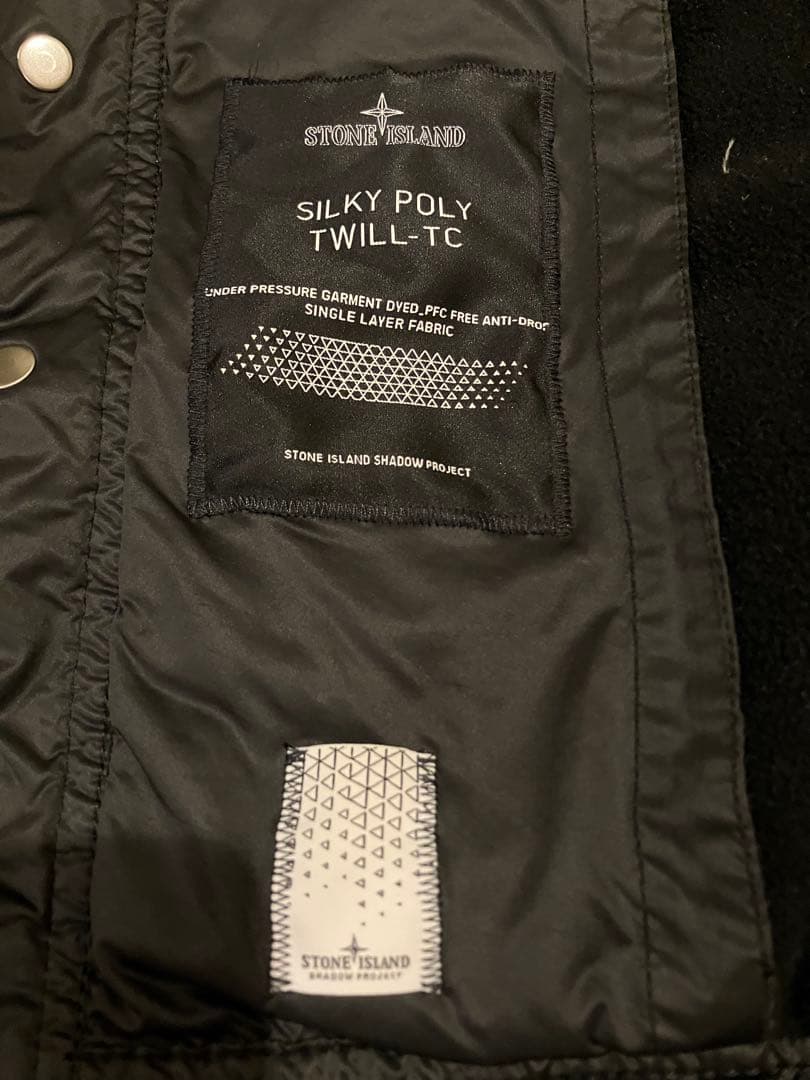 STONE ISLAND
SILKY POLY
TWILL-TC
UNDER PRESSURE GARMENT DYED_PFC FREE ANTI-DROP
SINGLE LAYER FABRIC
STONE ISLAND SHADOW PROJECT
STONE ISLAND
SHADOW PROJECT